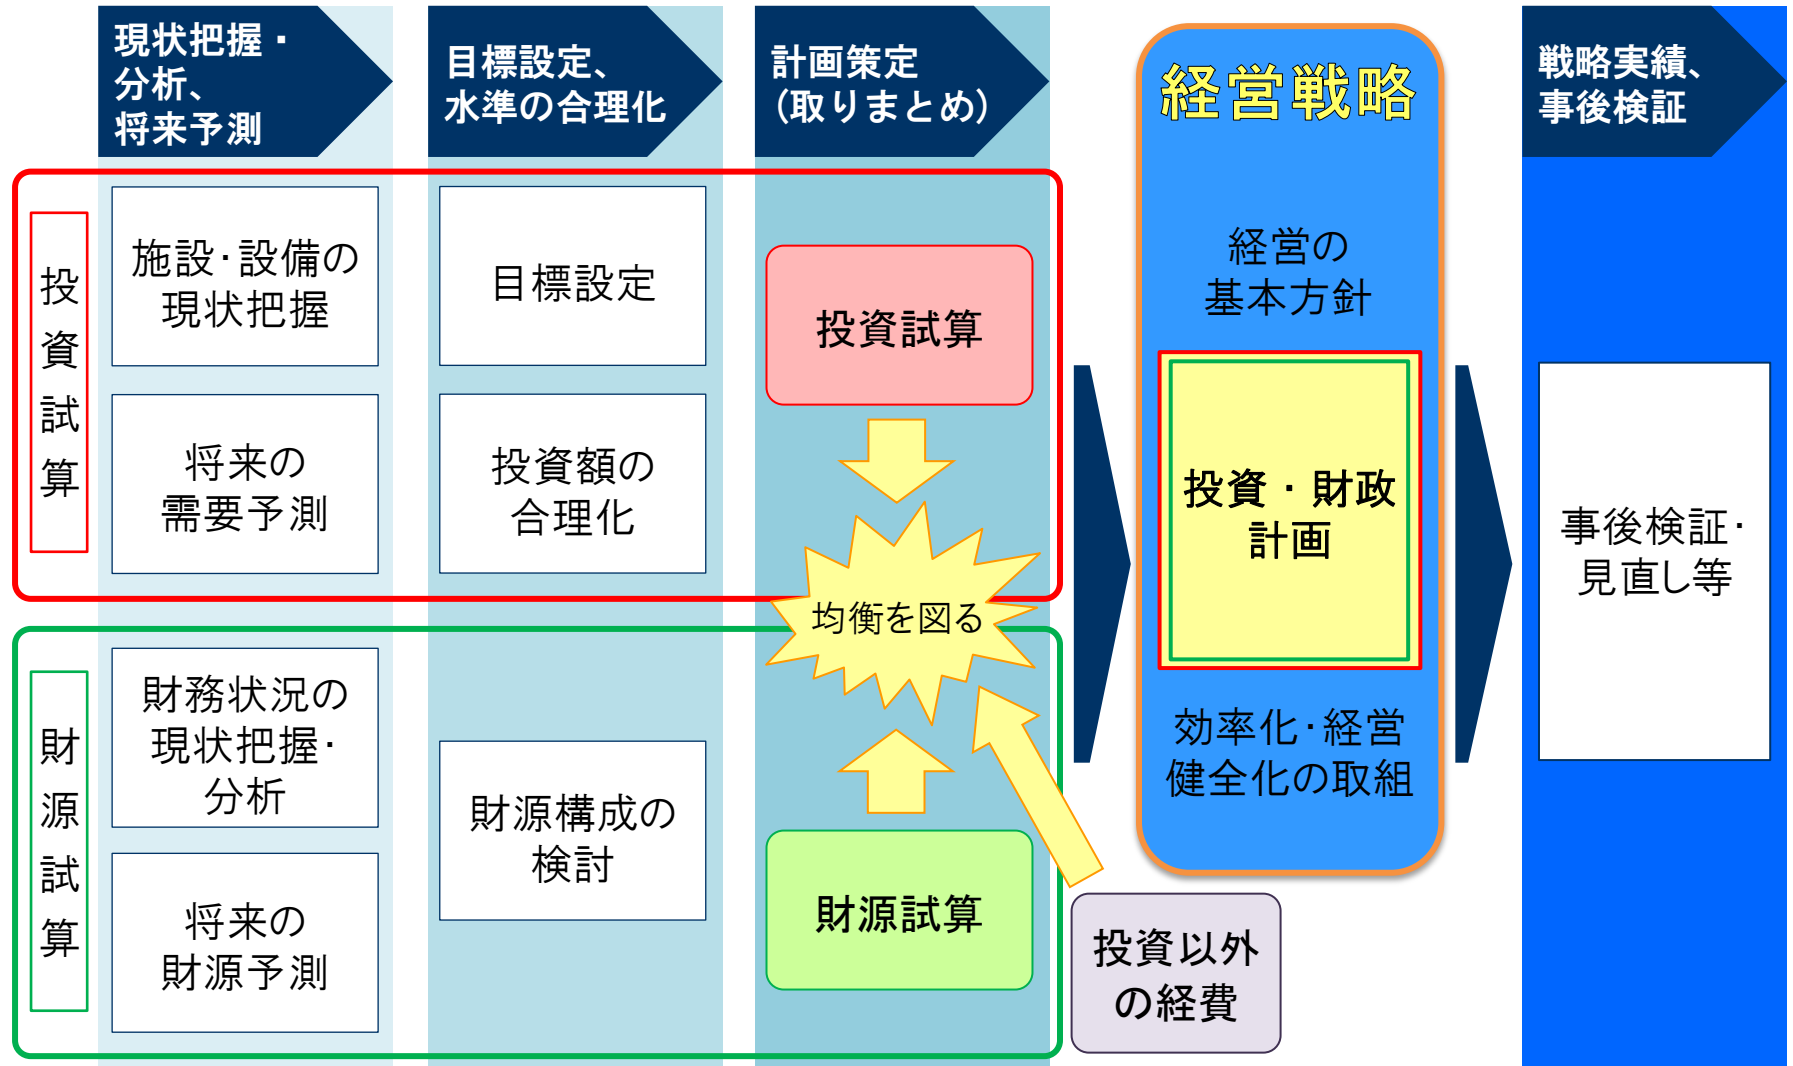 現状把握・
分析、
将来予測
目標設定、
水準の合理化
計画策定
(取りまとめ)
経営戦略
戦略実績、
事後検証
投資試算
施設・設備の
現状把握
将来の
需要予測
目標設定
投資額の
合理化
投資試算
均衡を図る
財源試算
財務状況の
現状把握・
分析
将来の
財源予測
財源構成の
検討
財源試算
投資以外
の経費
経営の
基本方針
投資・財政
計画
効率化・経営
健全化の取組
事後検証・
見直し等